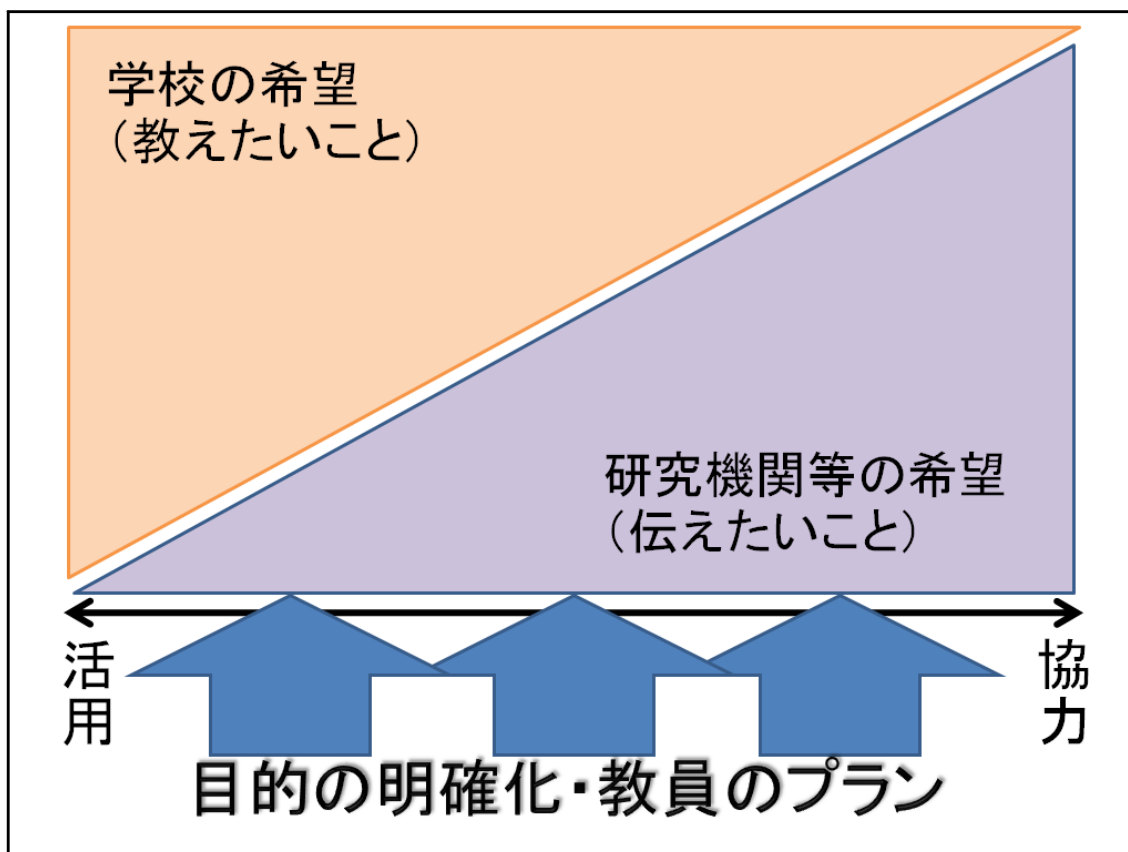 学校の希望
（教えたいこと）
研究機関等の希望
（伝えたいこと）
活用
協力
目的の明確化・教員のプラン